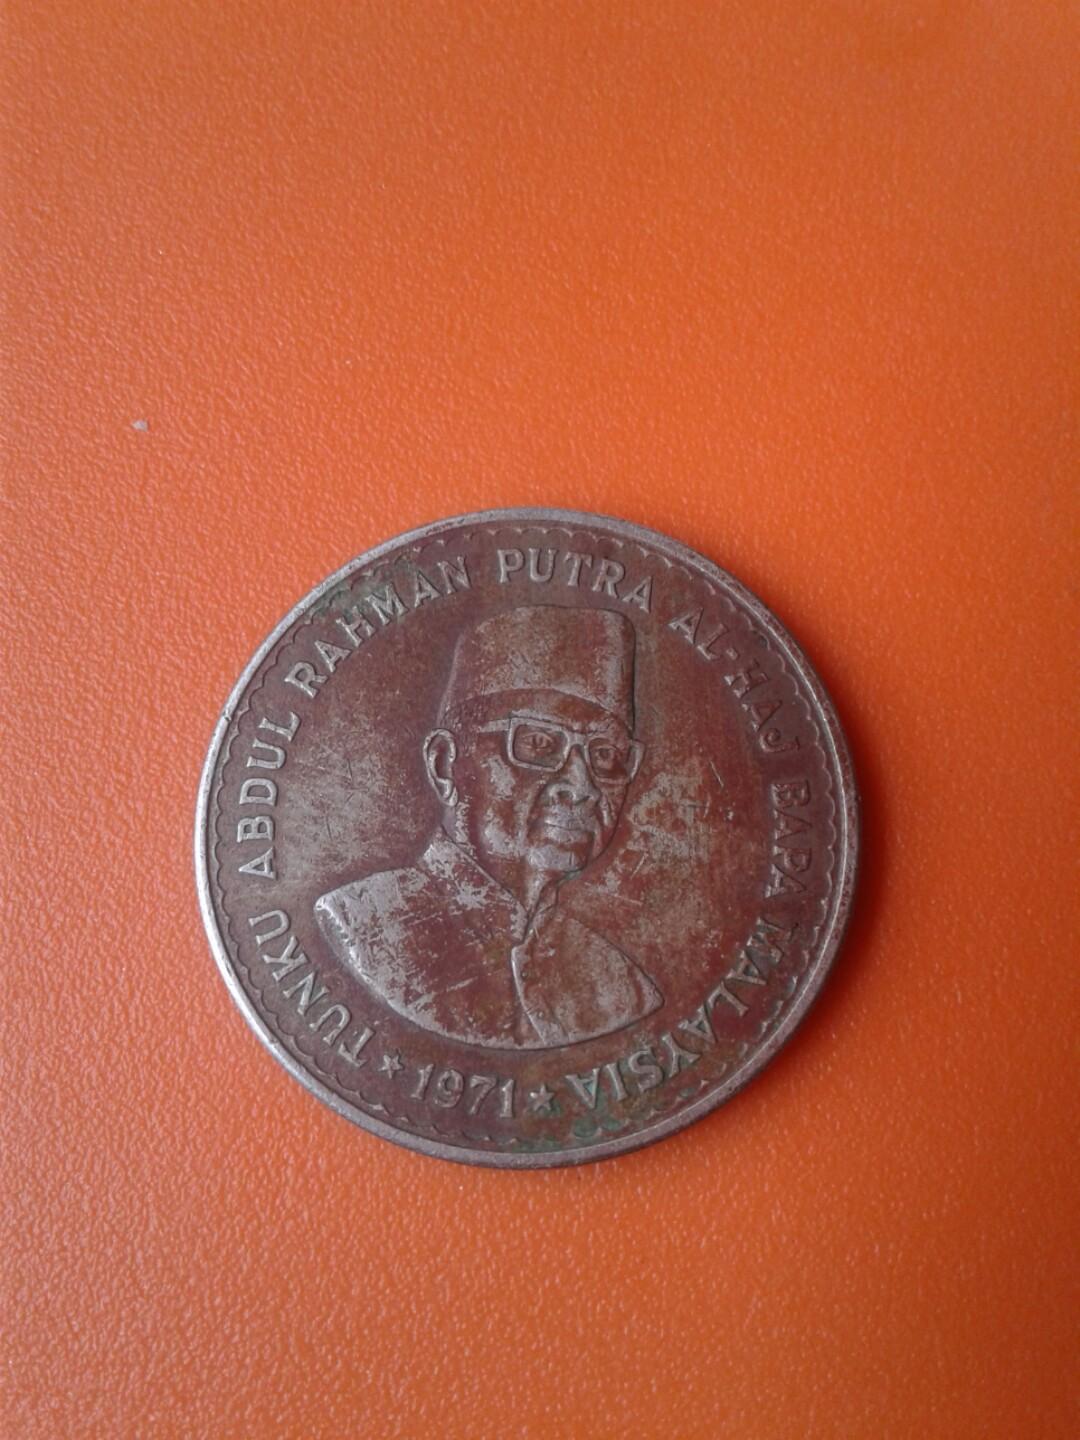 TUNKU ABDUL RAHMAN PUTRA AL-HAJ BAPA MALAYSIA
★ 1971 ★